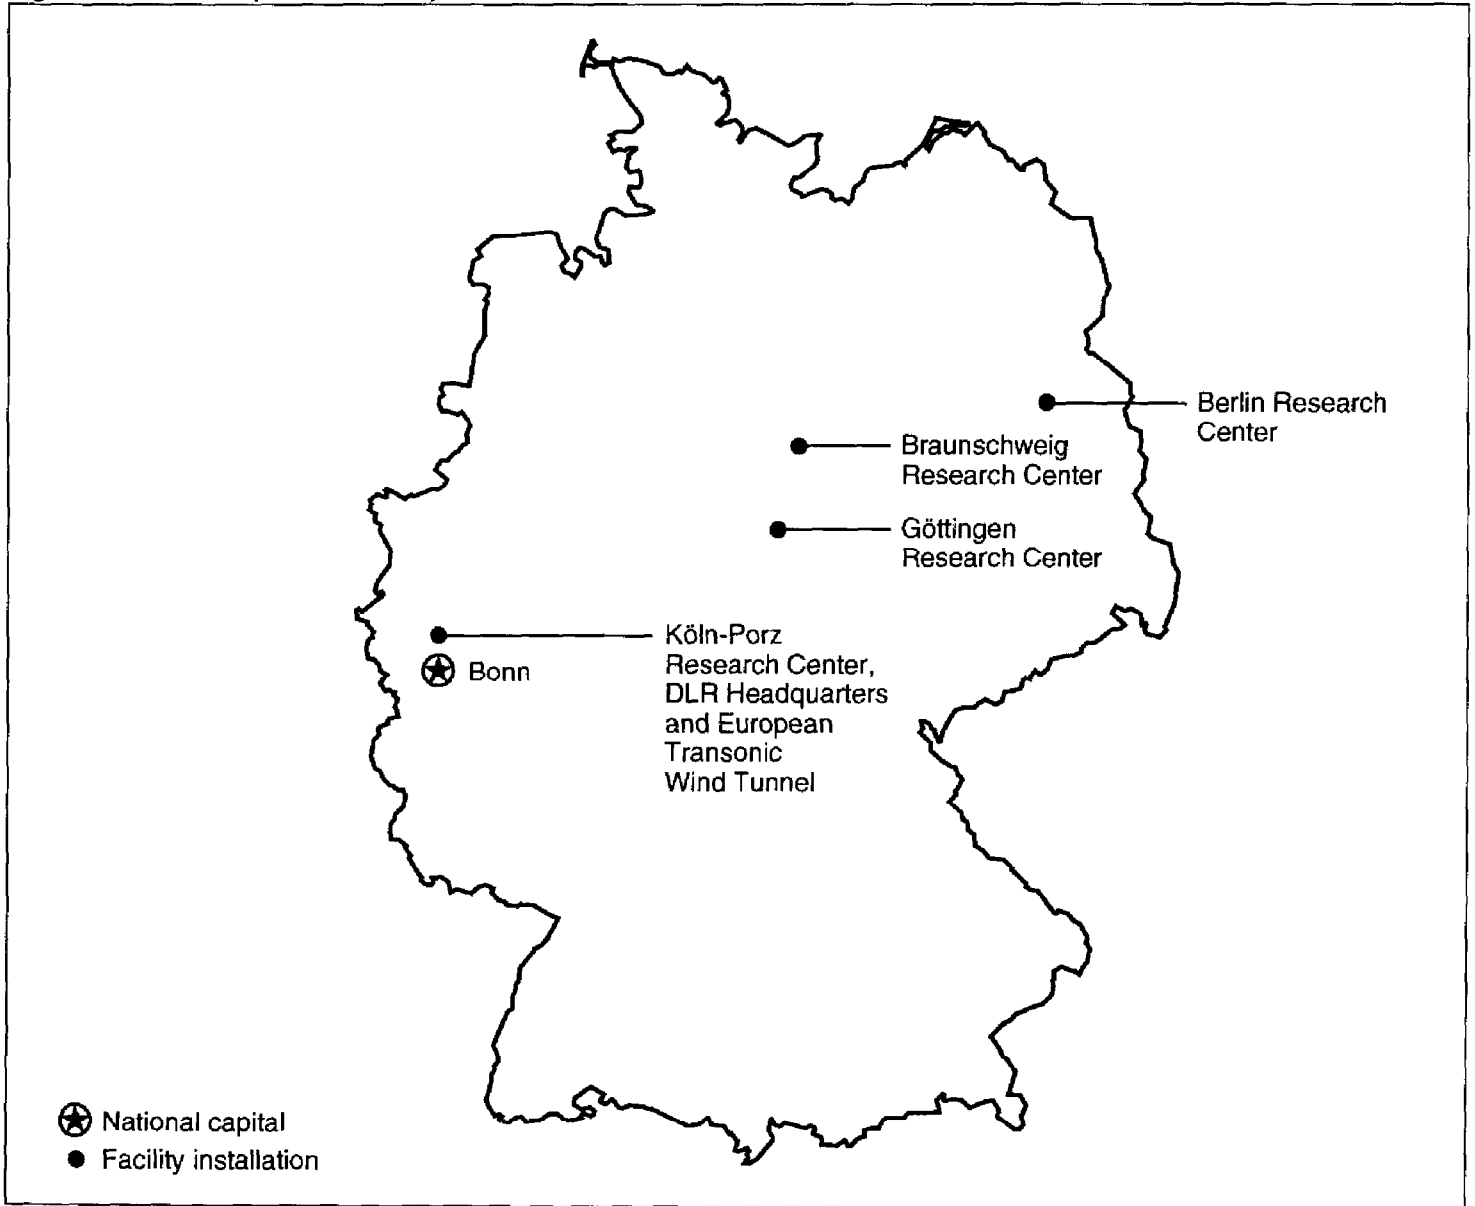 Berlin Research
Center
Braunschweig
Research Center
Göttingen
Research Center
Köln-Porz
Research Center,
DLR Headquarters
and European
Transonic
Wind Tunnel
Bonn
National capital
Facility installation